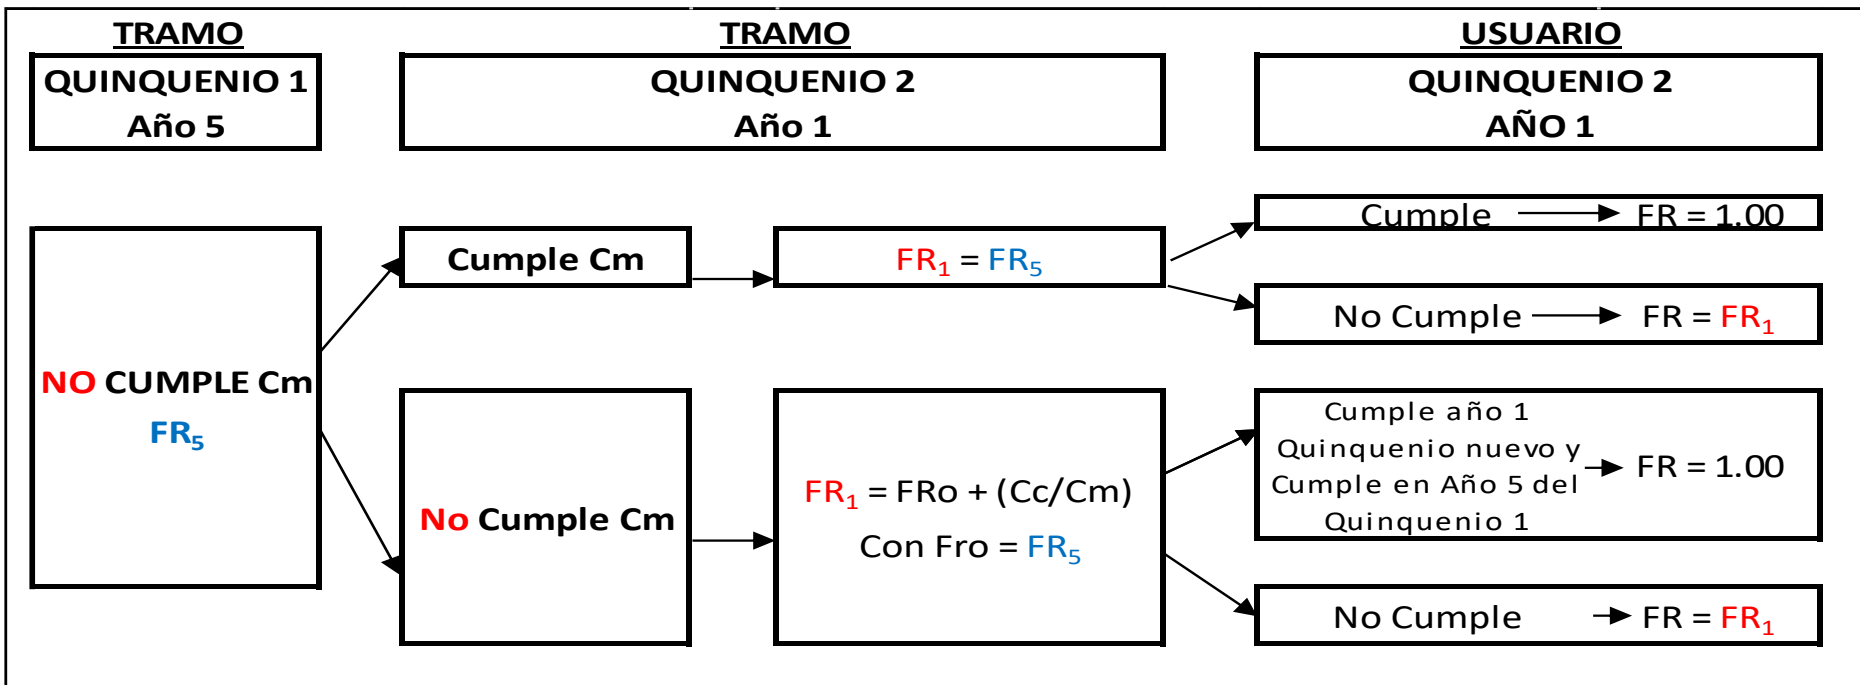 TRAMO
QUINQUENIO 1
Año 5
TRAMO
QUINQUENIO 2
Año 1
USUARIO
QUINQUENIO 2
AÑO 1
NO CUMPLE Cm
FR5
Cumple Cm
FR1 = FR5
Cumple FR = 1.00
No Cumple FR = FR1
No Cumple Cm
FR1 = FRo + (Cc/Cm)
Con Fro = FR5
Cumple año 1
Quinquenio nuevo y
Cumple en Año 5 del
Quinquenio 1
FR = 1.00
No Cumple FR = FR1